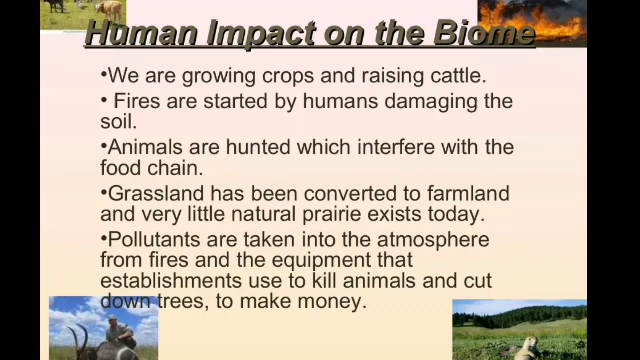 Human Impact on the Biome
•We are growing crops and raising cattle.
• Fires are started by humans damaging the
soil.
•Animals are hunted which interfere with the
food chain.
•Grassland has been converted to farmland
and very little natural prairie exists today.
•Pollutants are taken into the atmosphere
from fires and the equipment that
establishments use to kill animals and cut
down trees, to make money.